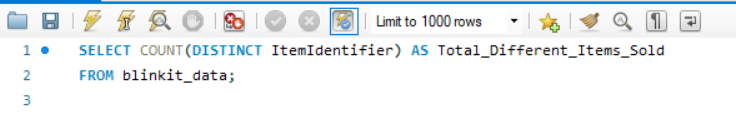 Limit to 1000 rows
1 SELECT COUNT(DISTINCT ItemIdentifier) AS Total_Different_Items_Sold
2 FROM blinkit_data;
3